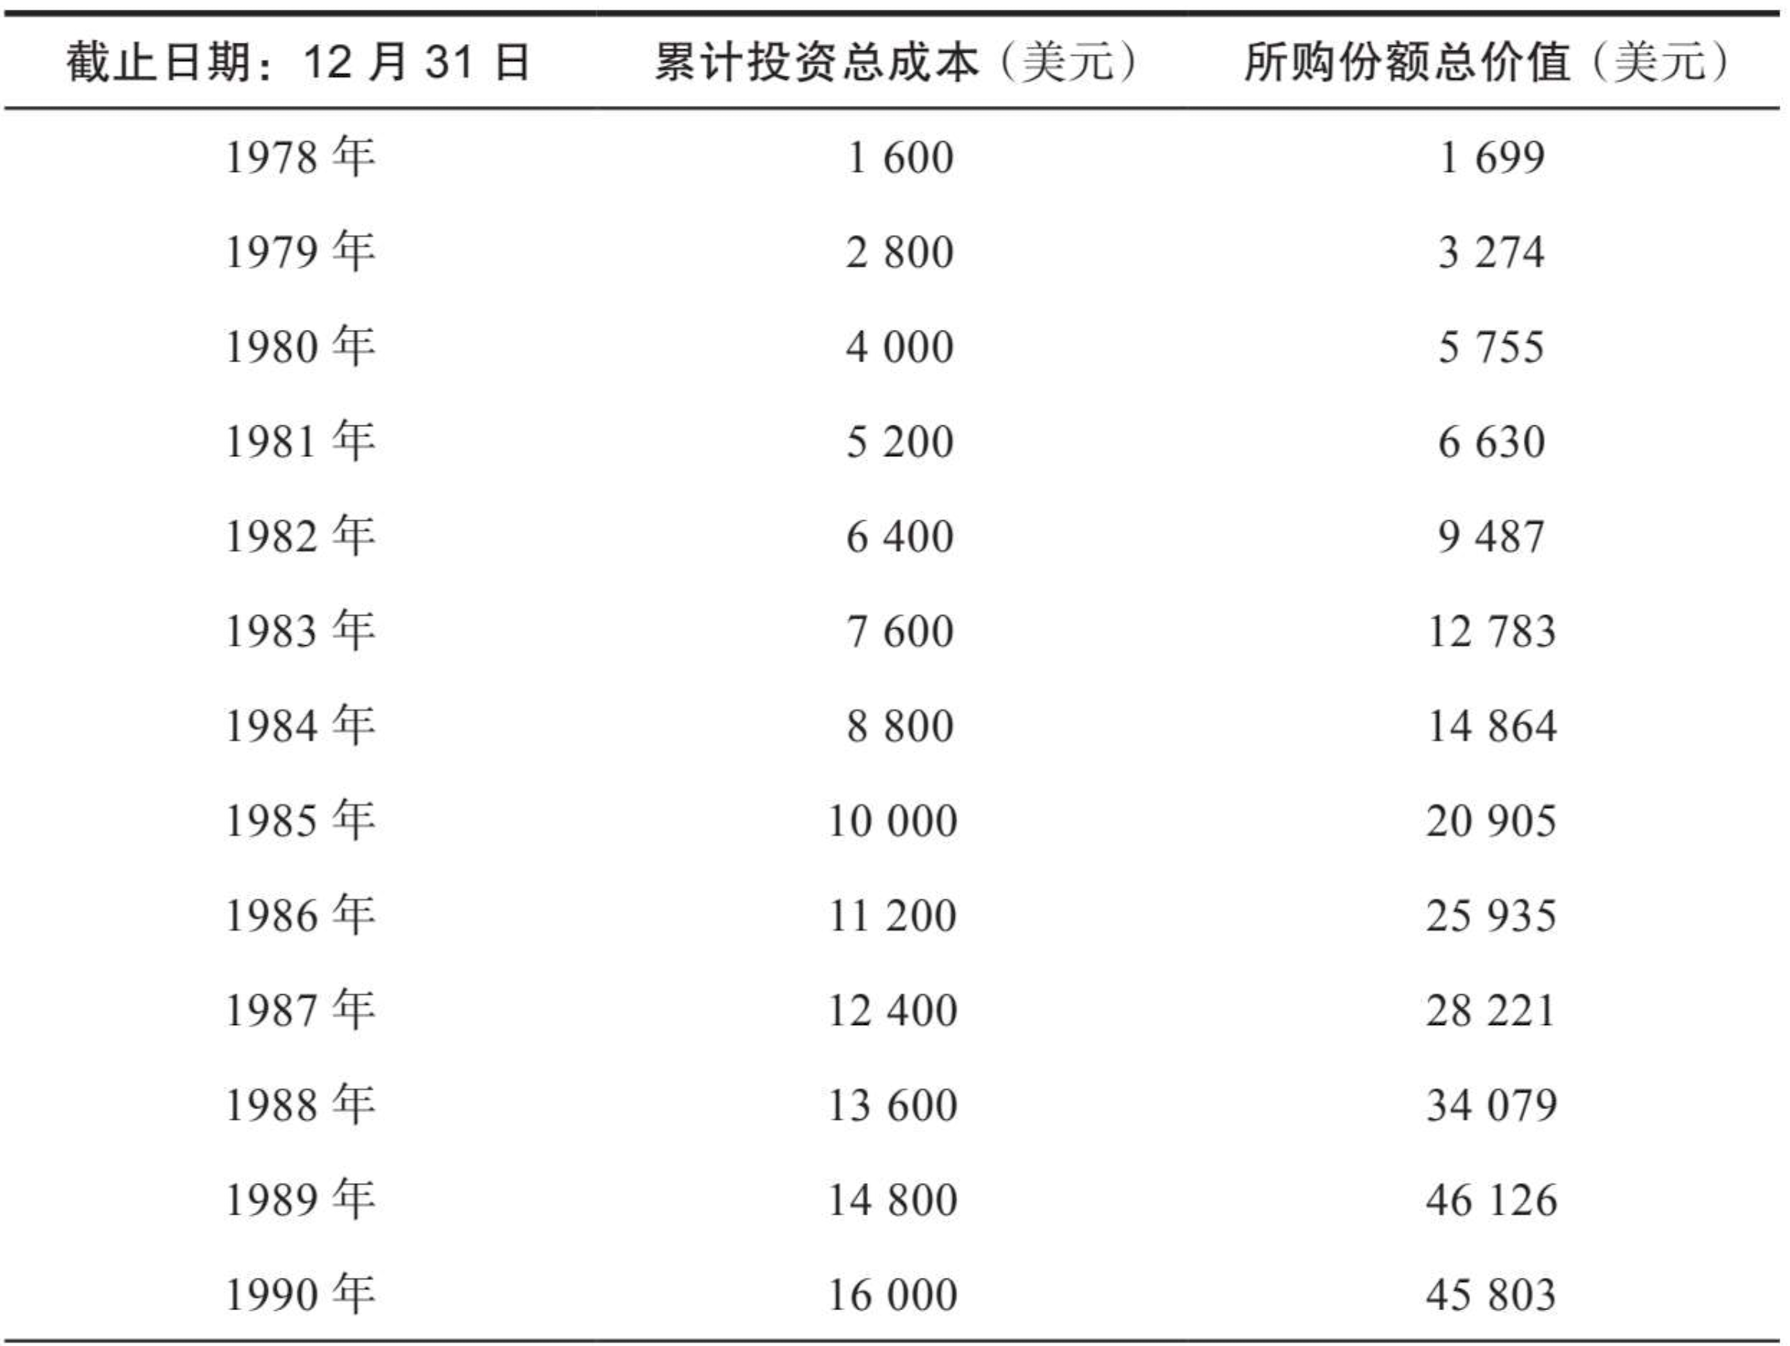 截止日期：12 月 31 日 累计投资总成本（美元） 所购份额总价值（美元）
1978 年 1 600 1 699
1979 年 2 800 3 274
1980 年 4 000 5 755
1981 年 5 200 6 630
1982 年 6 400 9 487
1983 年 7 600 12 783
1984 年 8 800 14 864
1985 年 10 000 20 905
1986 年 11 200 25 935
1987 年 12 400 28 221
1988 年 13 600 34 079
1989 年 14 800 46 126
1990 年 16 000 45 803